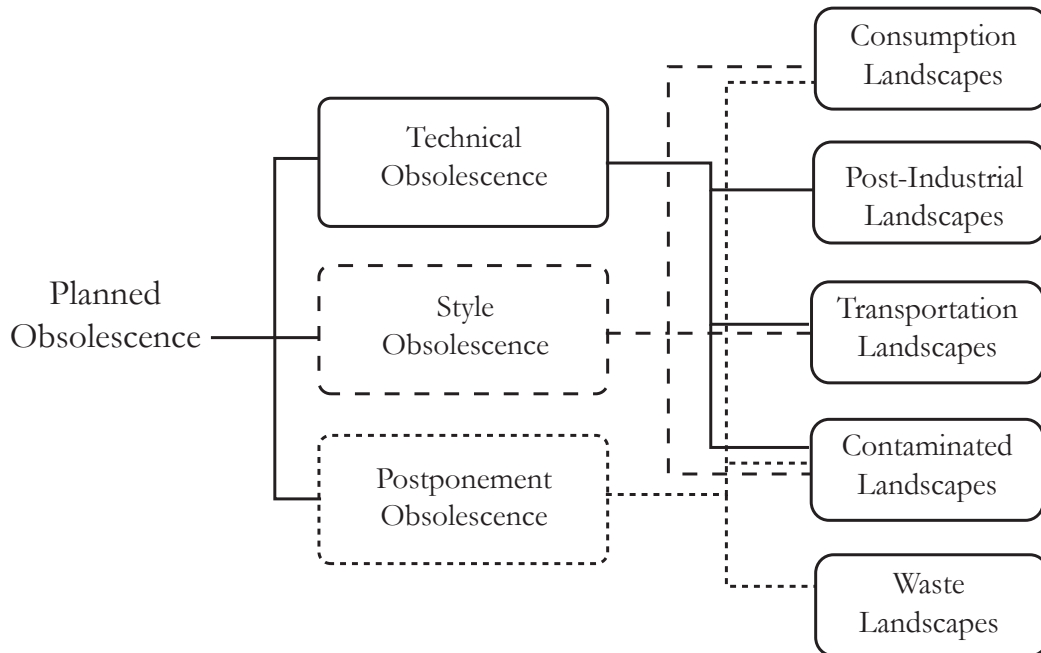 Planned
Obsolescence
Technical
Obsolescence
Style
Obsolescence
Postponement
Obsolescence
Consumption
Landscapes
Post-Industrial
Landscapes
Transportation
Landscapes
Contaminated
Landscapes
Waste
Landscapes